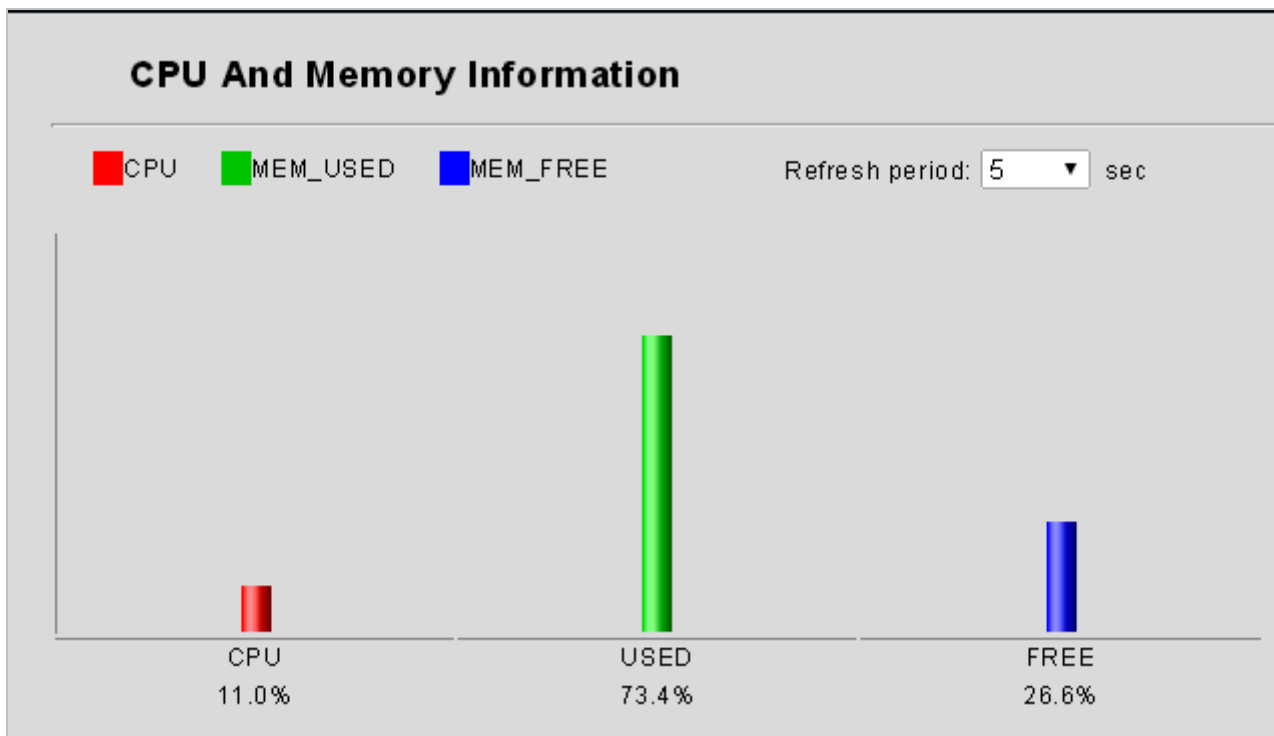 CPU And Memory Information
CPU MEM_USED MEM_FREE Refresh period: 5 sec
CPU USED FREE
11.0% 73.4% 26.6%